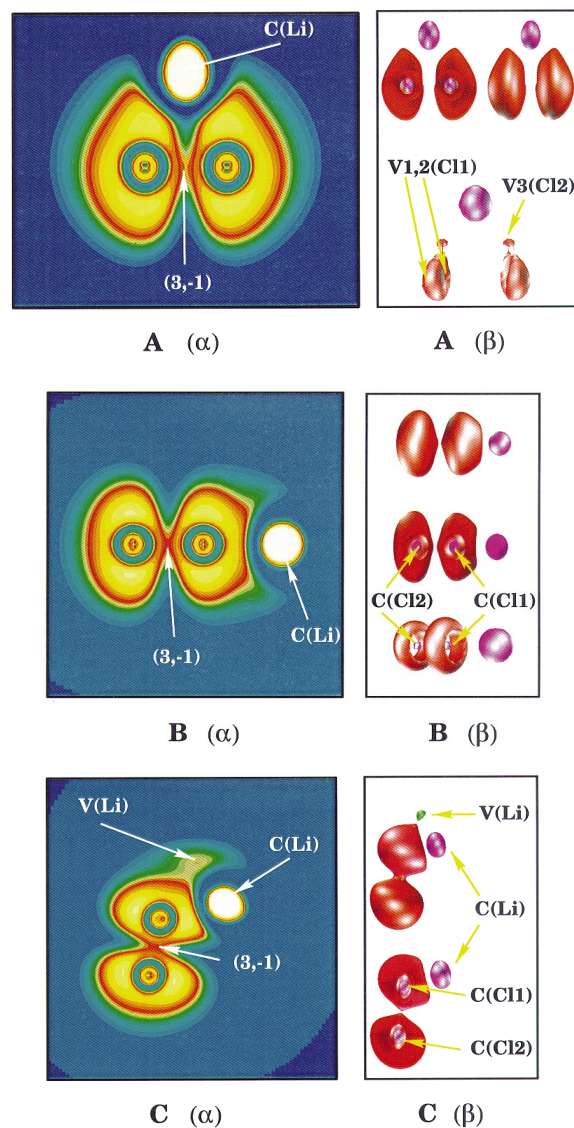 C(Li)
(3,-1)
V1,2(Cl1)
V3(Cl2)
A (α)
A (β)
(3,-1)
C(Li)
C(Cl2)
C(Cl1)
B (α)
B (β)
V(Li)
C(Li)
(3,-1)
V(Li)
C(Li)
C(Cl1)
C(Cl2)
C (α)
C (β)